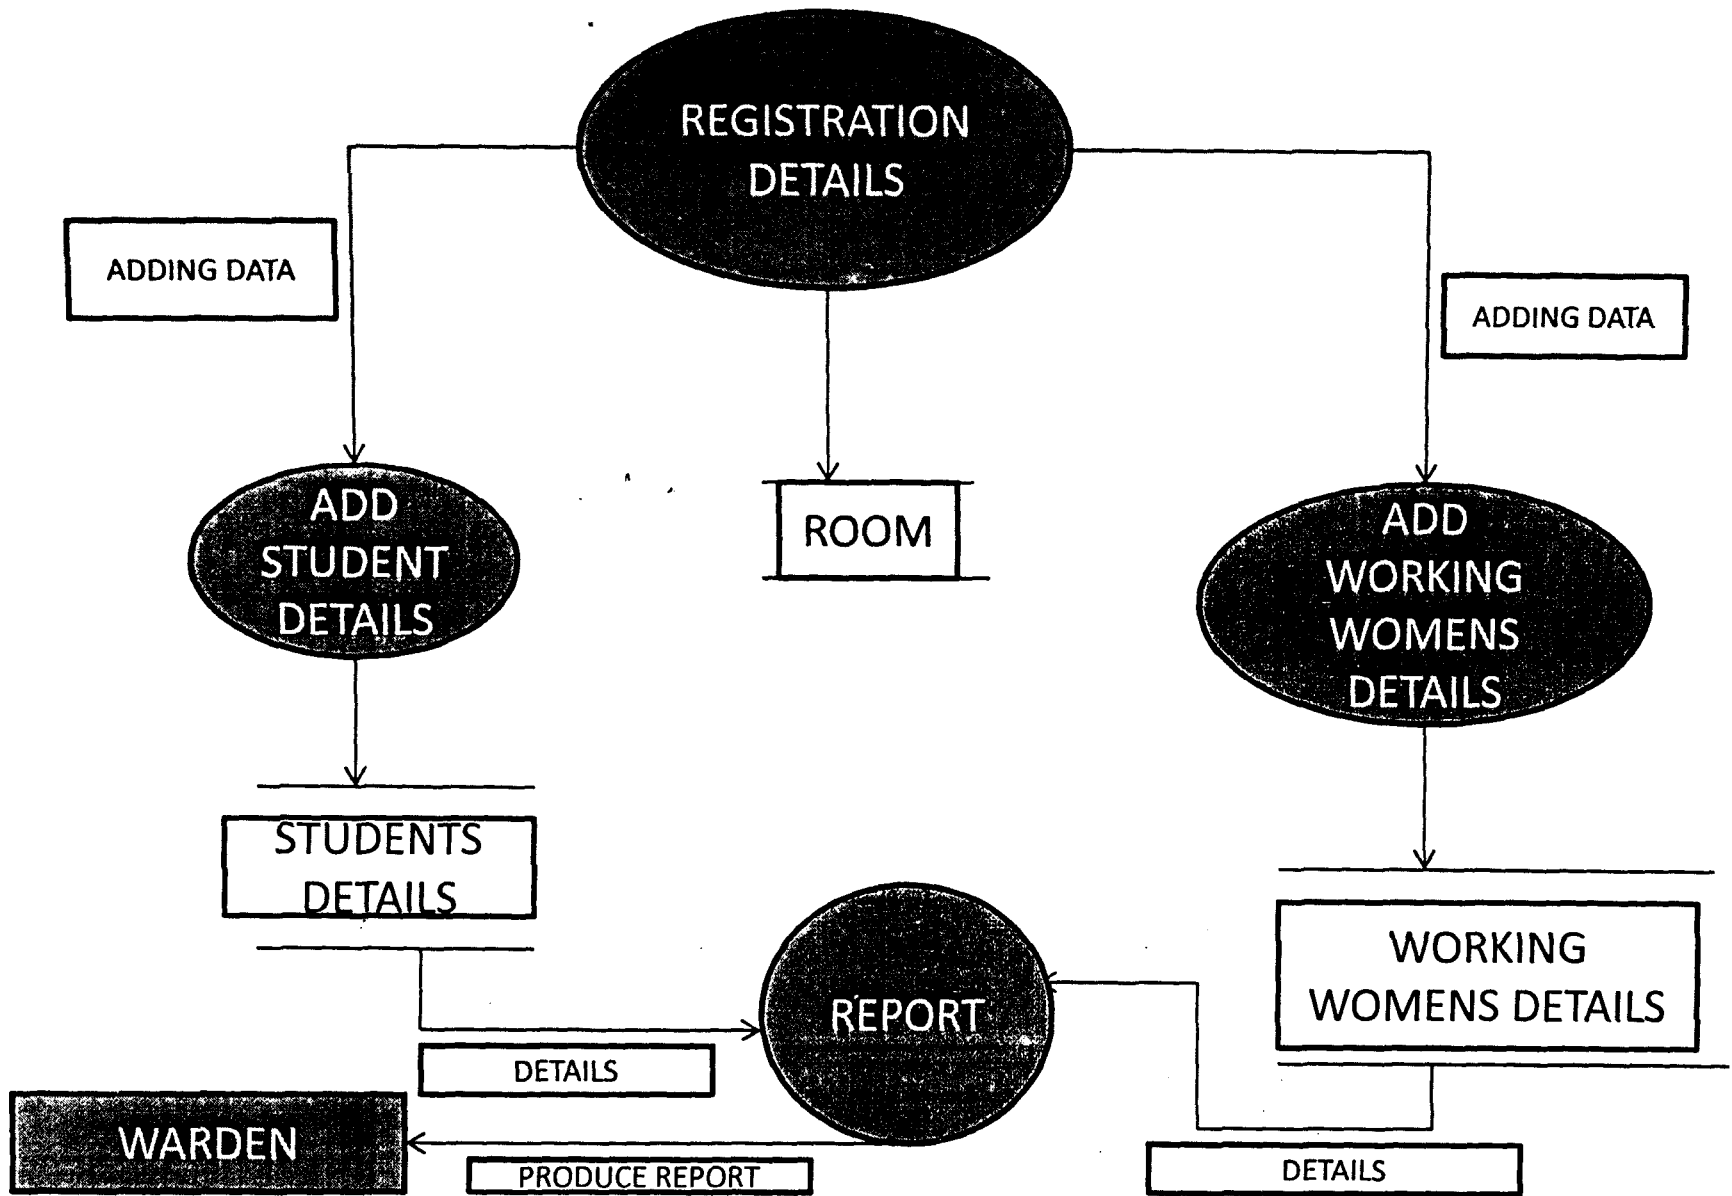 REGISTRATION
DETAILS
ADDING DATA
ADDING DATA
ADD
STUDENT
DETAILS
ROOM
ADD
WORKING
WOMENS
DETAILS
STUDENTS
DETAILS
WORKING
WOMENS DETAILS
REPORT
DETAILS
WARDEN
PRODUCE REPORT
DETAILS